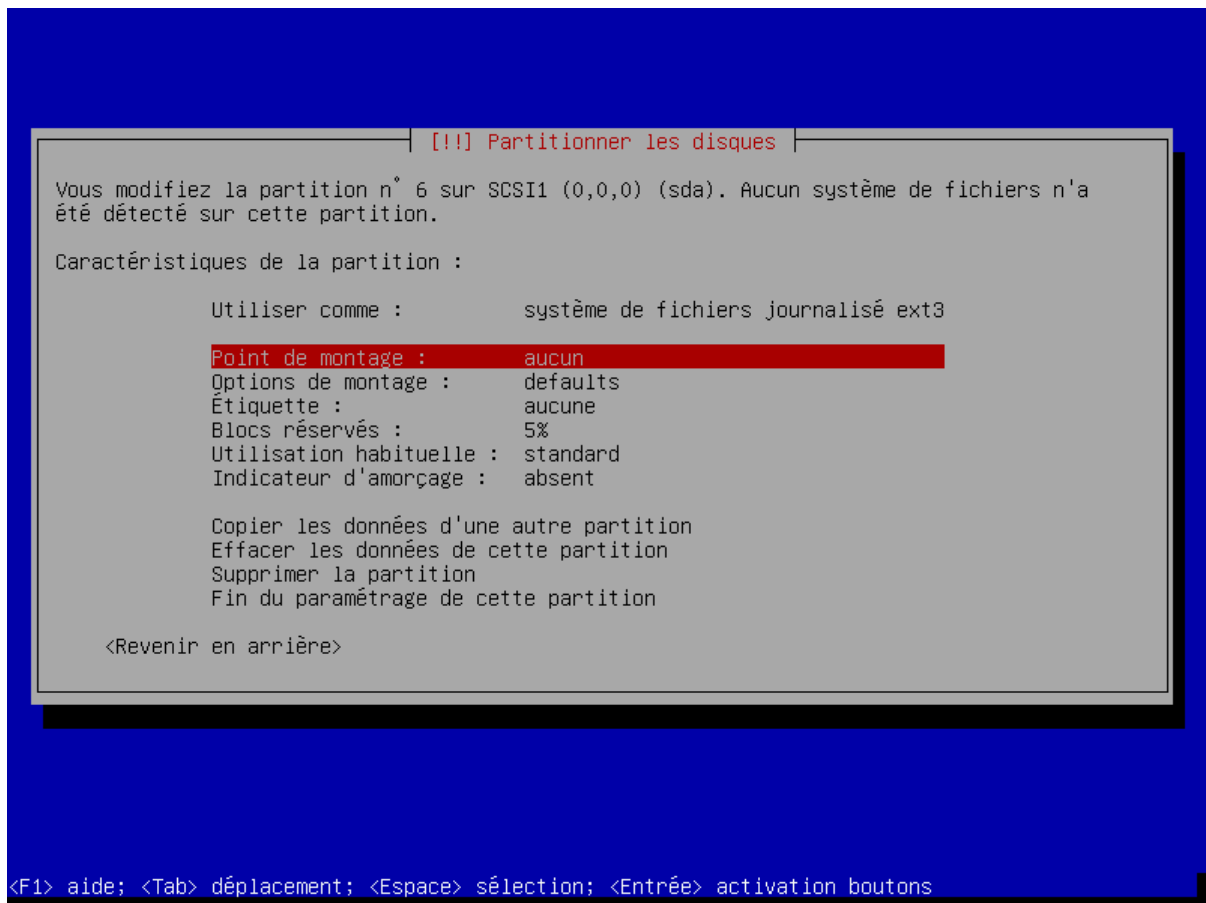 [!!] Partitionner les disques
Vous modifiez la partition n° 6 sur SCSI1 (0,0,0) (sda). Aucun système de fichiers n'a
été détecté sur cette partition.
Caractéristiques de la partition :
Utiliser comme : système de fichiers journalisé ext3
Point de montage : aucun
Options de montage : defaults
Étiquette : aucune
Blocs réservés : 5%
Utilisation habituelle : standard
Indicateur d'amorçage : absent
Copier les données d'une autre partition
Effacer les données de cette partition
Supprimer la partition
Fin du paramétrage de cette partition
<Revenir en arrière>
<F1> aide; <Tab> déplacement; <Espace> sélection; <Entrée> activation boutons